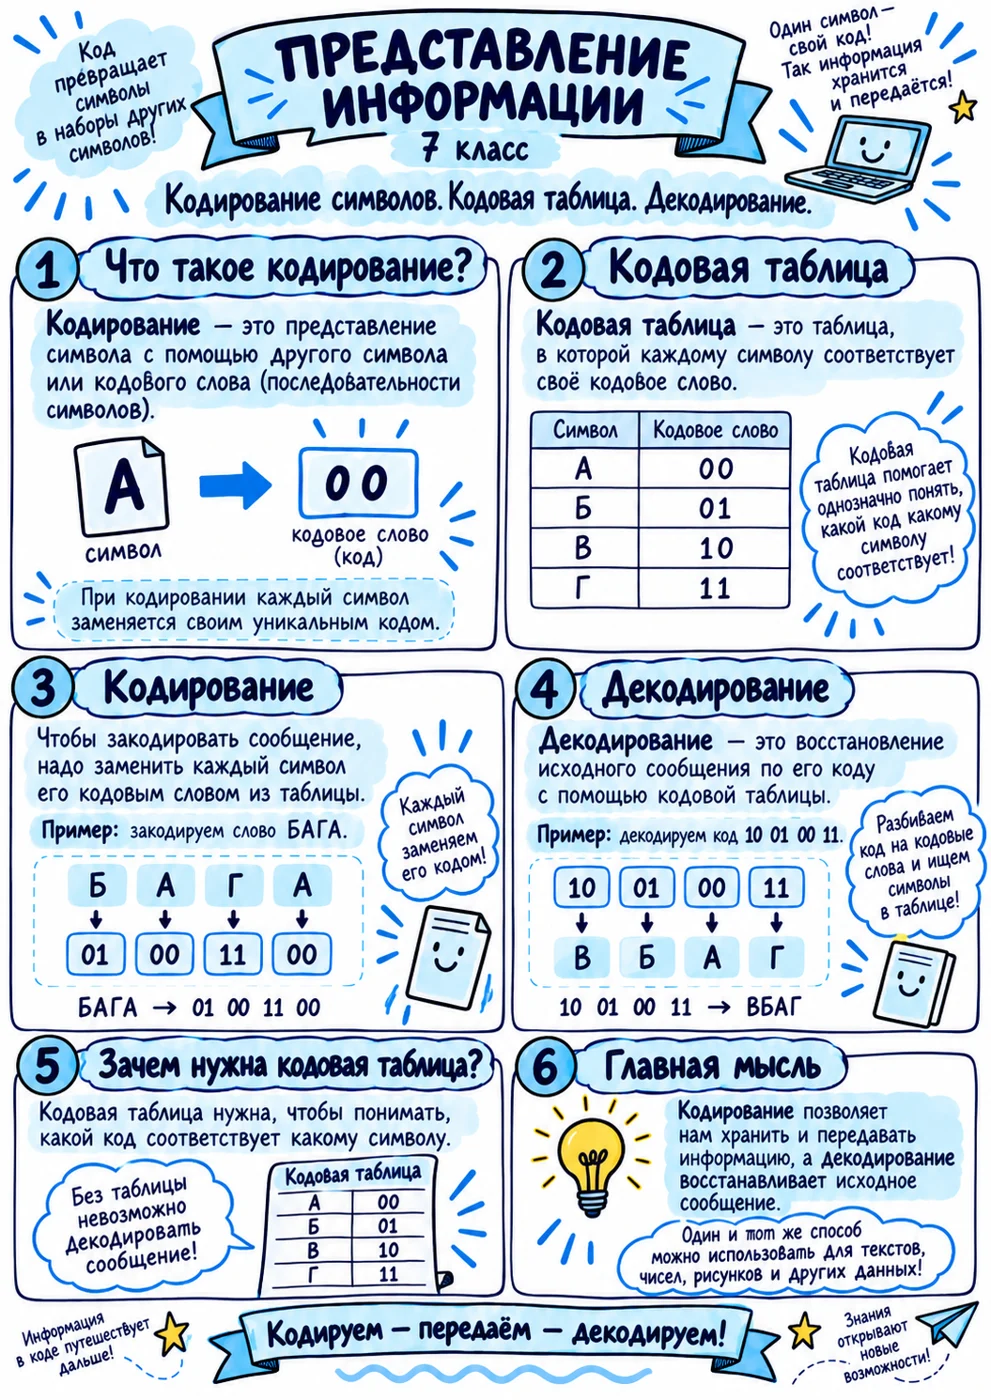 Код
превращает
символы
в наборы других
символов!
ПРЕДСТАВЛЕНИЕ
ИНФОРМАЦИИ
7 класс
Один символ –
свой код!
Так информация
хранится
и передаётся!
Кодирование символов. Кодовая таблица. Декодирование.
1 Что такое кодирование?
Кодирование – это представление
символа с помощью другого символа
или кодового слова (последовательности
символов).
А 00
символ
кодовое слово
(код)
При кодировании каждый символ
заменяется своим уникальным кодом.
2 Кодовая таблица
Кодовая таблица – это таблица,
в которой каждому символу соответствует
своё кодовое слово.
Символ Кодовое слово
А 00
Б 01
В 10
Г 11
Кодовая
таблица помогает
однозначно понять,
какой код какому
символу
соответствует!
3 Кодирование
Чтобы закодировать сообщение,
надо заменить каждый символ
его кодовым словом из таблицы.
Пример: закодируем слово БАГА.
Б А Г А
01 00 11 00
БАГА → 01 00 11 00
Каждый
символ
заменяем
его кодом!
4 Декодирование
Декодирование – это восстановление
исходного сообщения по его коду
с помощью кодовой таблицы.
Пример: декодируем код 10 01 00 11.
10 01 00 11
В Б А Г
10 01 00 11 → ВБАГ
Разбиваем
код на кодовые
слова и ищем
символы
в таблице!
5 Зачем нужна кодовая таблица?
Кодовая таблица нужна, чтобы понимать,
какой код соответствует какому символу.
Без таблицы
невозможно
декодировать
сообщение!
Кодовая таблица
А 00
Б 01
В 10
Г 11
6 Главная мысль
Кодирование позволяет
нам хранить и передавать
информацию, а декодирование
восстанавливает исходное
сообщение.
Один и тот же способ
можно использовать для текстов,
чисел, рисунков и других данных!
Информация
в коде путешествует
дальше!
Кодируем – передаём – декодируем!
Знания
открывают
новые
возможности!